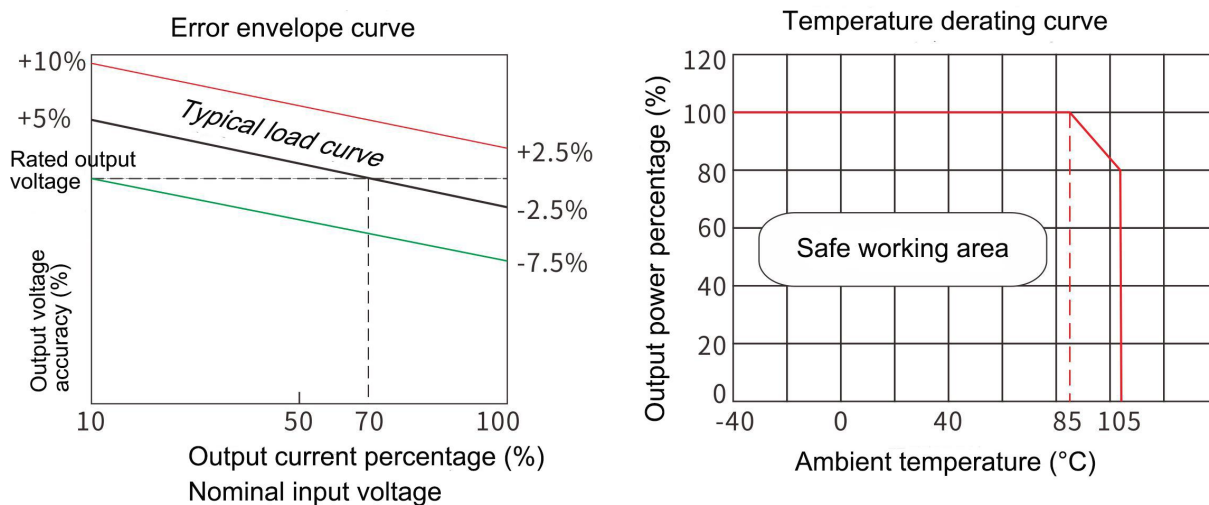 Error envelope curve
+10%
+5%
Typical load curve
Rated output
voltage
+2.5%
-2.5%
-7.5%
Output voltage
accuracy (%)
10
50
70
100
Output current percentage (%)
Nominal input voltage
Temperature derating curve
Output power percentage (%)
120
100
80
60
40
20
0
Safe working area
-40
0
40
85
105
Ambient temperature (°C)